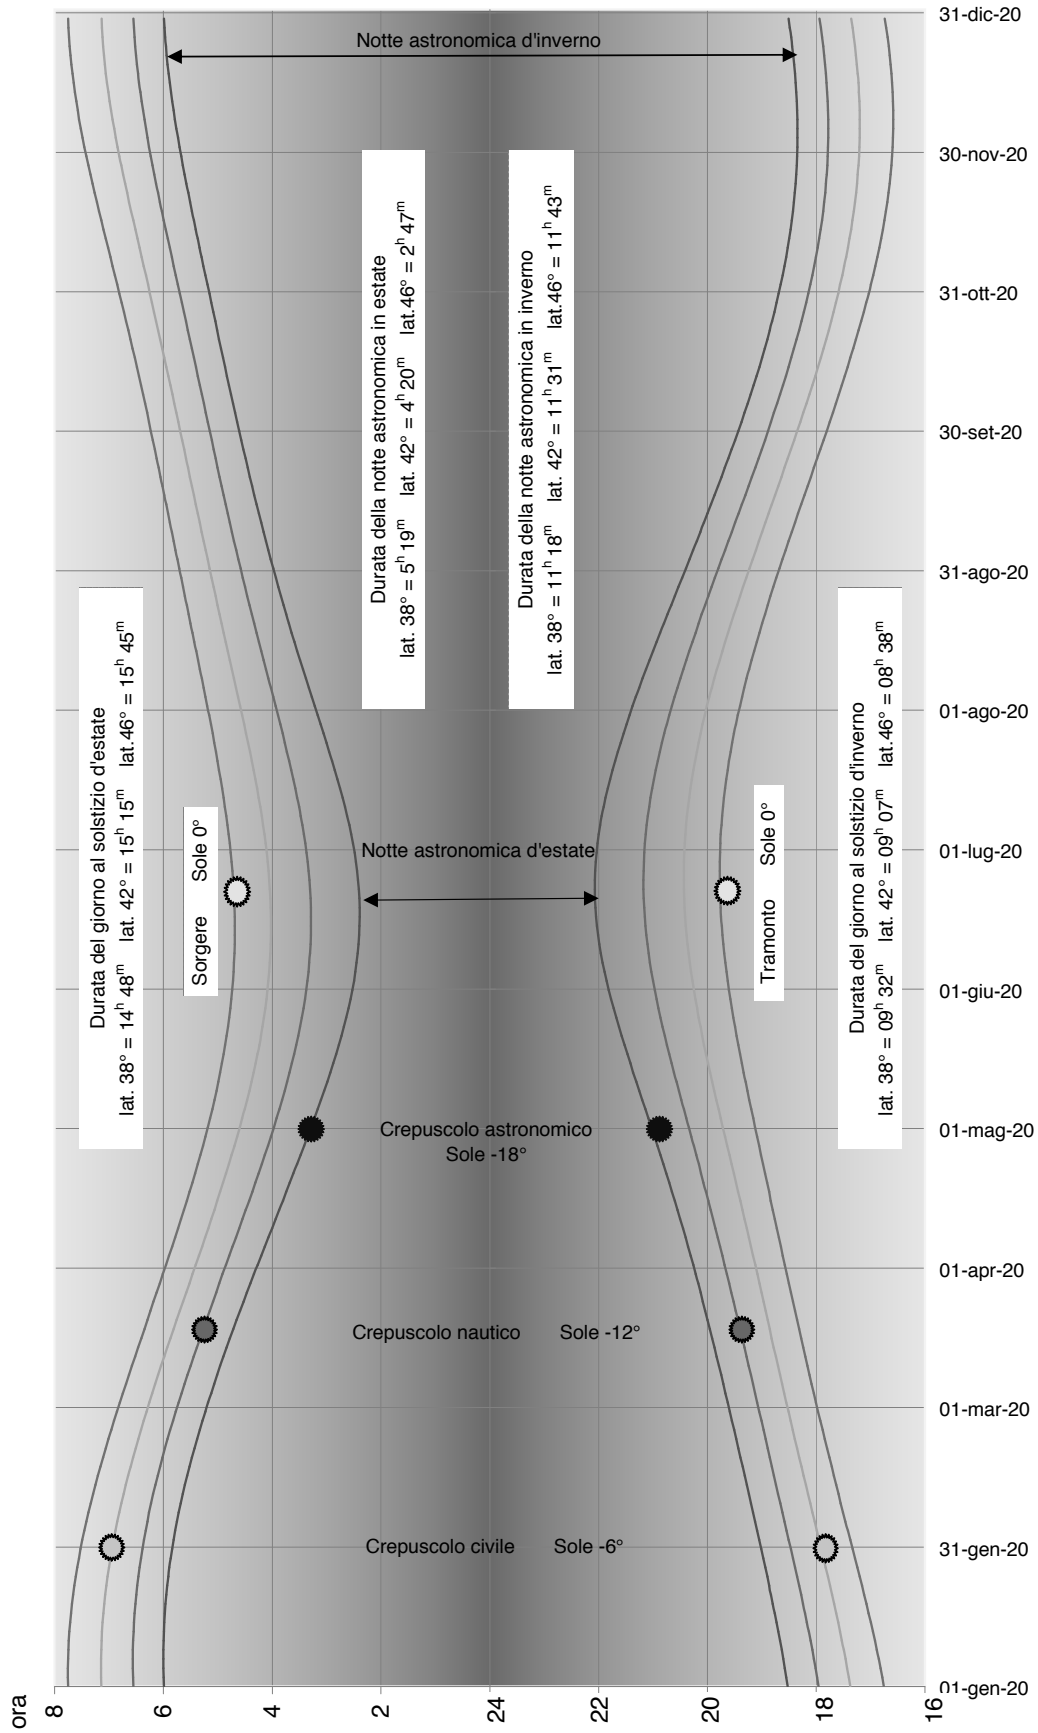 31-dic-20
Notte astronomica d'inverno
30-nov-20
31-ott-20
30-set-20
31-ago-20
01-ago-20
01-lug-20
01-giu-20
01-mag-20
01-apr-20
01-mar-20
31-gen-20
01-gen-20
Durata della notte astronomica in estate
lat. 38° = 5h 19m lat. 42° = 4h 20m lat.46° = 2h 47m
Durata della notte astronomica in inverno
lat. 38° = 11h 18m lat. 42° = 11h 31m lat.46° = 11h 43m
Durata del giorno al solstizio d'estate
lat. 38° = 14h 48m lat. 42° = 15h 15m lat.46° = 15h 45m
Sorgere Sole 0°
Notte astronomica d'estate
Tramonto Sole 0°
Durata del giorno al solstizio d'inverno
lat. 38° = 09h 32m lat. 42° = 09h 07m lat.46° = 08h 38m
Crepuscolo astronomico
Sole -18°
Crepuscolo nautico Sole -12°
Crepuscolo civile Sole -6°
ora
8 6 4 2 24 22 20 18 16